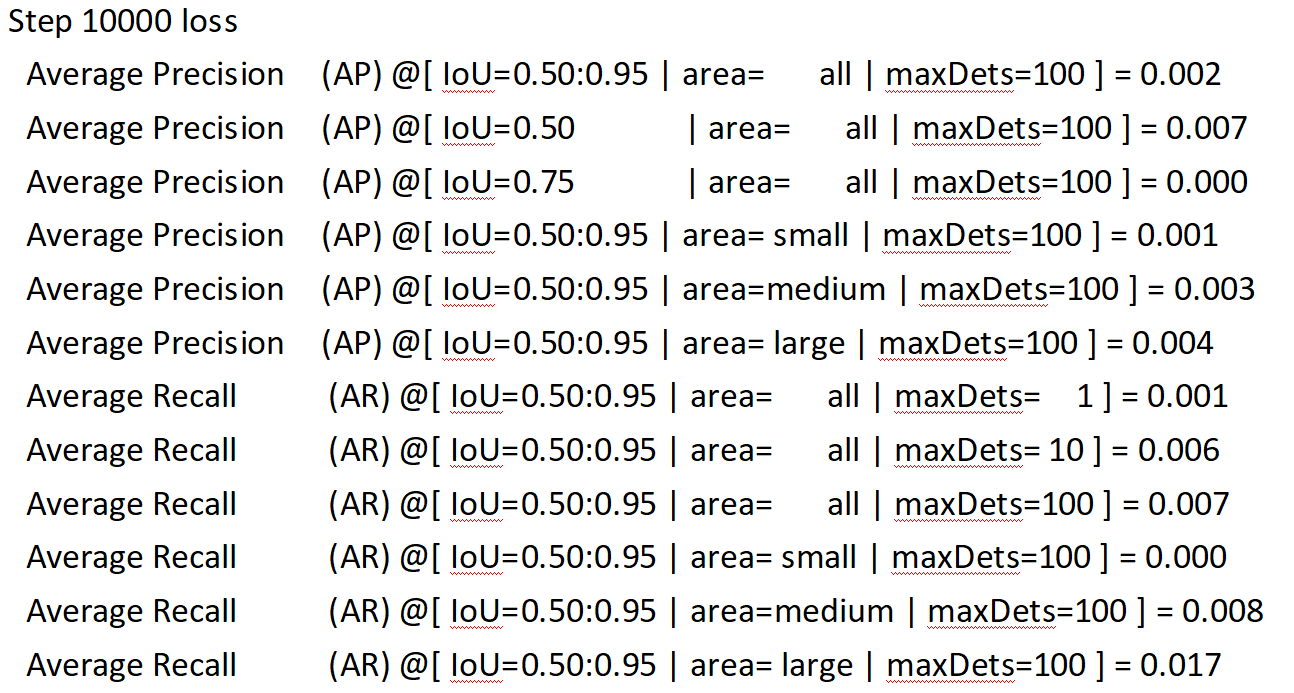 Step 10000 loss
Average Precision (AP) @[ IoU=0.50:0.95 | area= all | maxDets=100 ] = 0.002
Average Precision (AP) @[ IoU=0.50 | area= all | maxDets=100 ] = 0.007
Average Precision (AP) @[ IoU=0.75 | area= all | maxDets=100 ] = 0.000
Average Precision (AP) @[ IoU=0.50:0.95 | area= small | maxDets=100 ] = 0.001
Average Precision (AP) @[ IoU=0.50:0.95 | area=medium | maxDets=100 ] = 0.003
Average Precision (AP) @[ IoU=0.50:0.95 | area= large | maxDets=100 ] = 0.004
Average Recall (AR) @[ IoU=0.50:0.95 | area= all | maxDets= 1 ] = 0.001
Average Recall (AR) @[ IoU=0.50:0.95 | area= all | maxDets= 10 ] = 0.006
Average Recall (AR) @[ IoU=0.50:0.95 | area= all | maxDets=100 ] = 0.007
Average Recall (AR) @[ IoU=0.50:0.95 | area= small | maxDets=100 ] = 0.000
Average Recall (AR) @[ IoU=0.50:0.95 | area=medium | maxDets=100 ] = 0.008
Average Recall (AR) @[ IoU=0.50:0.95 | area= large | maxDets=100 ] = 0.017